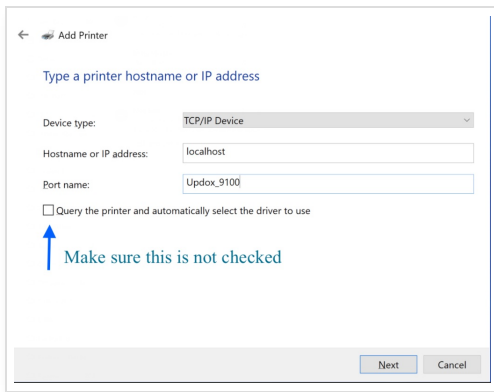 Add Printer
Type a printer hostname or IP address
Device type: TCP/IP Device
Hostname or IP address: localhost
Port name: Updox_9100
Query the printer and automatically select the driver to use
Make sure this is not checked
Next Cancel